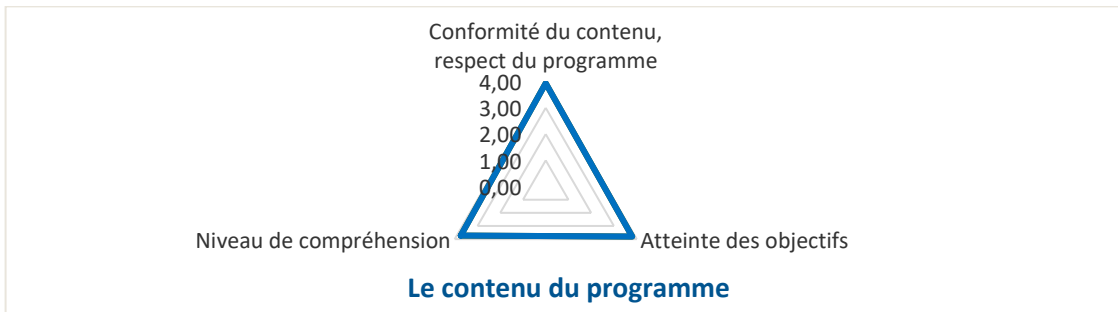 Conformité du contenu,
respect du programme
4,00
3,00
2,00
1,00
0,00
Niveau de compréhension
Atteinte des objectifs
Le contenu du programme